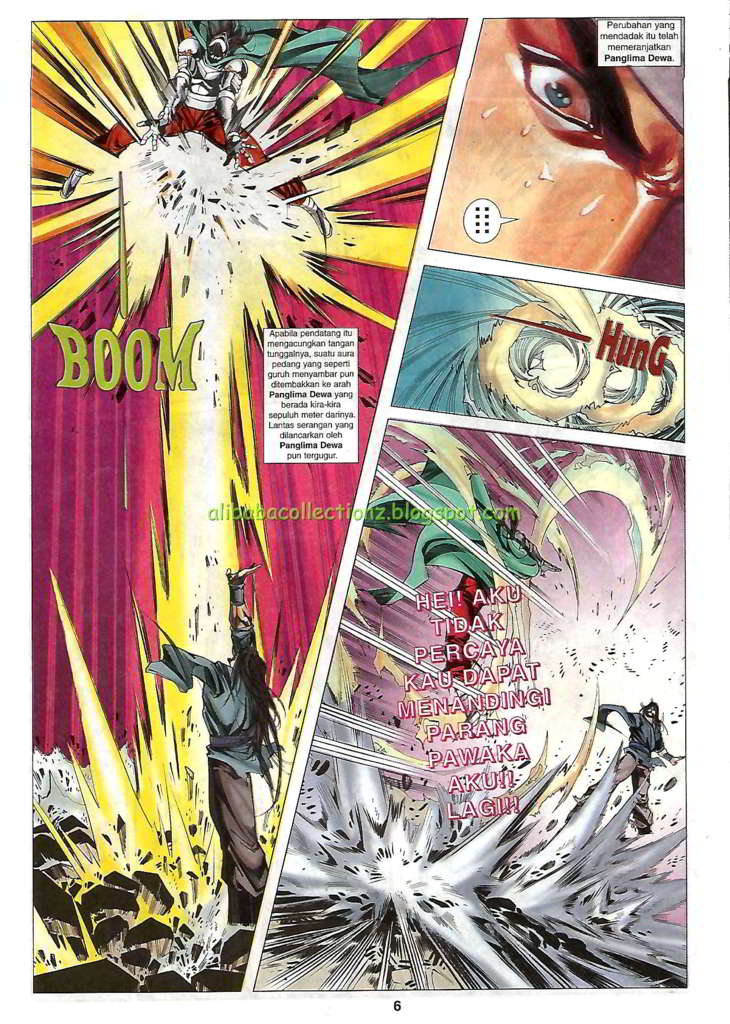 BOOM
Apabila pendatang itu
mengacungkan tangan
tunggalnya, suatu aura
pedang yang seperti
guruh menyambar pun
ditembakkan ke arah
Panglima Dewa yang
berada kira-kira
sepuluh meter darinya.
Lantas serangan yang
dilancarkan oleh
Panglima Dewa
pun tergugur.
Perubahan yang
mendadak itu telah
memeranjatkan
Panglima Dewa.
HUNG
alibabacollectionz.blogspot.com
HEI! AKU
TIDAK
PERCAYA
KAU DAPAT
MENANDINGI
PARANG
PAWAKA
AKU!!
LAGI!!!
6